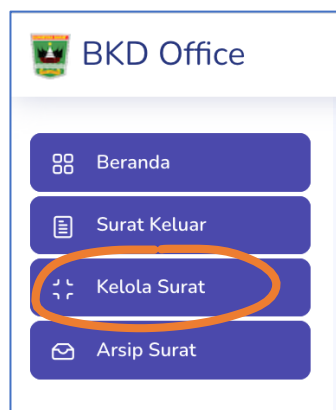 BKD Office
Beranda
Surat Keluar
Kelola Surat
Arsip Surat